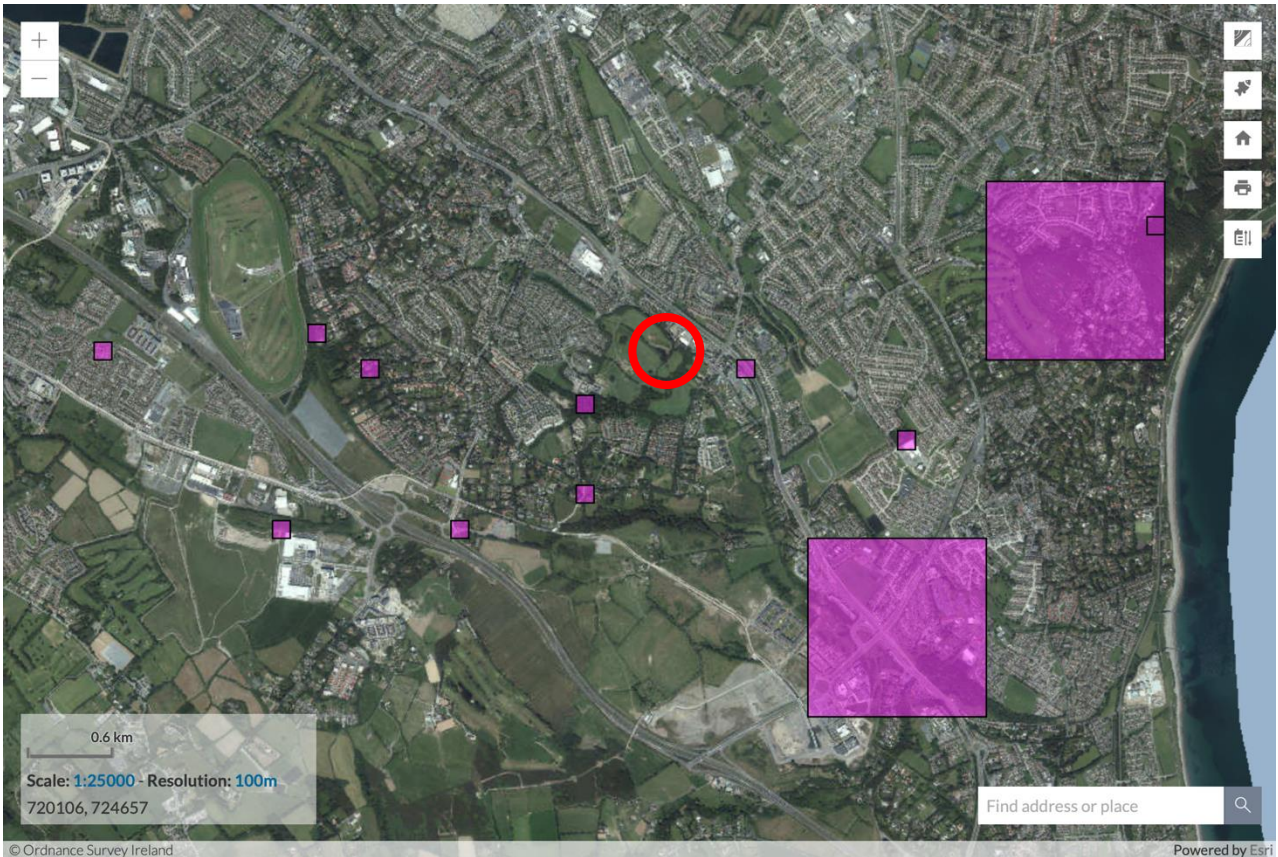 +
−
0.6 km
Scale: 1:25000 - Resolution: 100m
720106, 724657
Find address or place
© Ordnance Survey Ireland
Powered by Esri